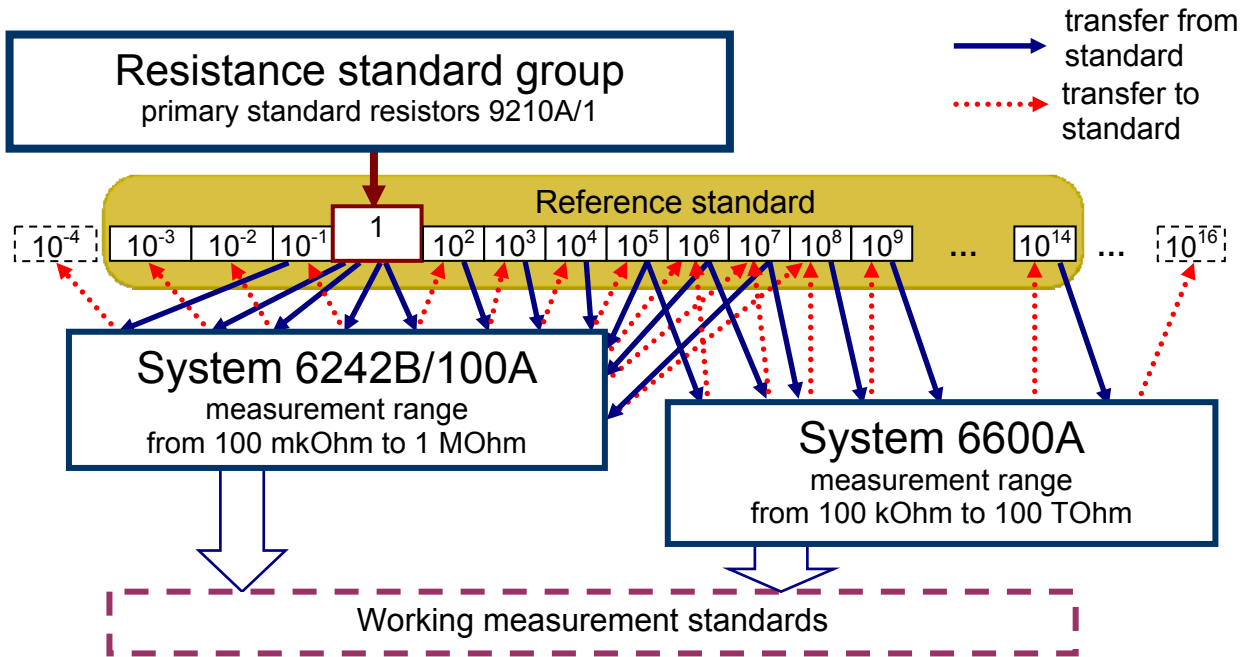 Resistance standard group
primary standard resistors 9210A/1
transfer from
standard
transfer to
standard
Reference standard
10⁻⁴ 10⁻³ 10⁻² 10⁻¹ 1 10² 10³ 10⁴ 10⁵ 10⁶ 10⁷ 10⁸ 10⁹ ... 10¹⁴ ... 10¹⁶
System 6242B/100A
measurement range
from 100 mkOhm to 1 MOhm
System 6600A
measurement range
from 100 kOhm to 100 TOhm
Working measurement standards